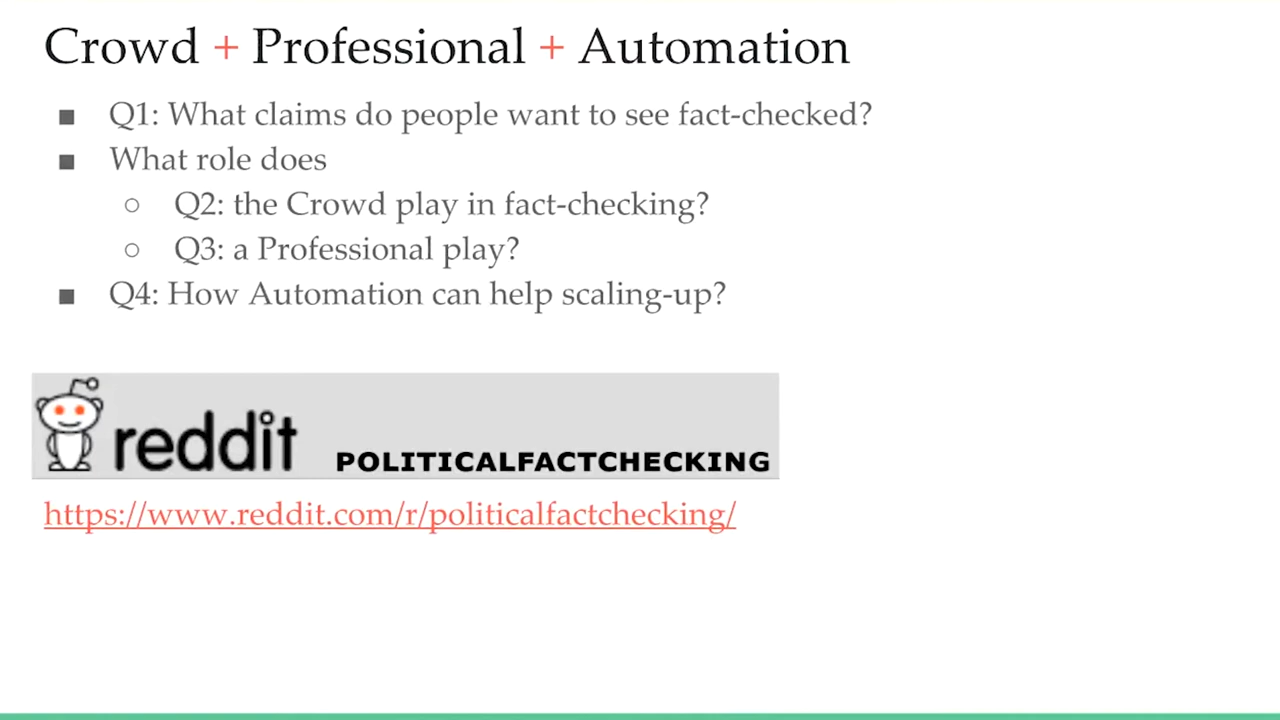 Crowd + Professional + Automation
■ Q1: What claims do people want to see fact-checked?
■ What role does
○ Q2: the Crowd play in fact-checking?
○ Q3: a Professional play?
■ Q4: How Automation can help scaling-up?
reddit POLITICALFACTCHECKING
https://www.reddit.com/r/politicalfactchecking/